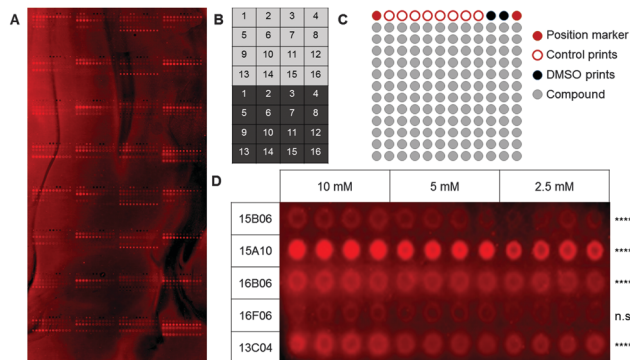 A
B
1 2 3 4
5 6 7 8
9 10 11 12
13 14 15 16
1 2 3 4
5 6 7 8
9 10 11 12
13 14 15 16
C
Position marker
Control prints
DMSO prints
Compound
D
10 mM 5 mM 2.5 mM
15B06 ****
15A10 ****
16B06 ****
16F06 n.s
13C04 ****